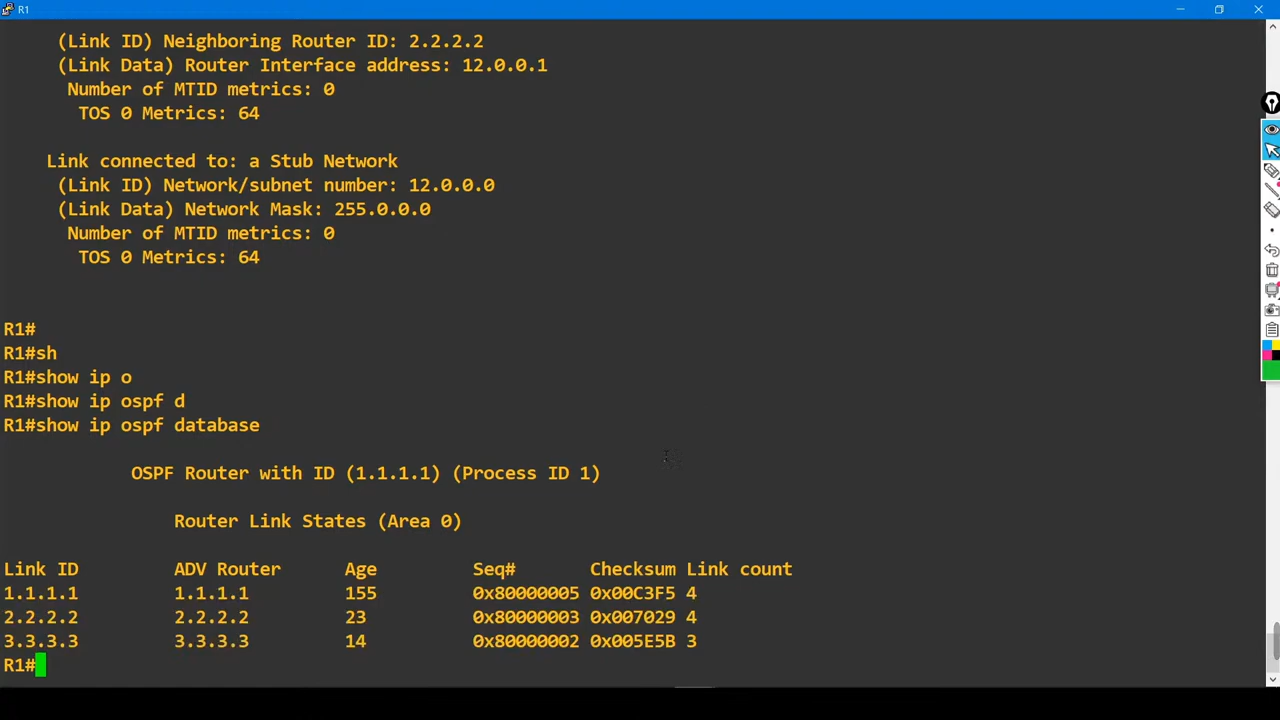 R1
(Link ID) Neighboring Router ID: 2.2.2.2
(Link Data) Router Interface address: 12.0.0.1
Number of MTID metrics: 0
TOS 0 Metrics: 64
Link connected to: a Stub Network
(Link ID) Network/subnet number: 12.0.0.0
(Link Data) Network Mask: 255.0.0.0
Number of MTID metrics: 0
TOS 0 Metrics: 64
R1#
R1#sh
R1#show ip o
R1#show ip ospf d
R1#show ip ospf database
OSPF Router with ID (1.1.1.1) (Process ID 1)
Router Link States (Area 0)
Link ID ADV Router Age Seq# Checksum Link count
1.1.1.1 1.1.1.1 155 0x80000005 0x00C3F5 4
2.2.2.2 2.2.2.2 23 0x80000003 0x007029 4
3.3.3.3 3.3.3.3 14 0x80000002 0x005E5B 3
R1#